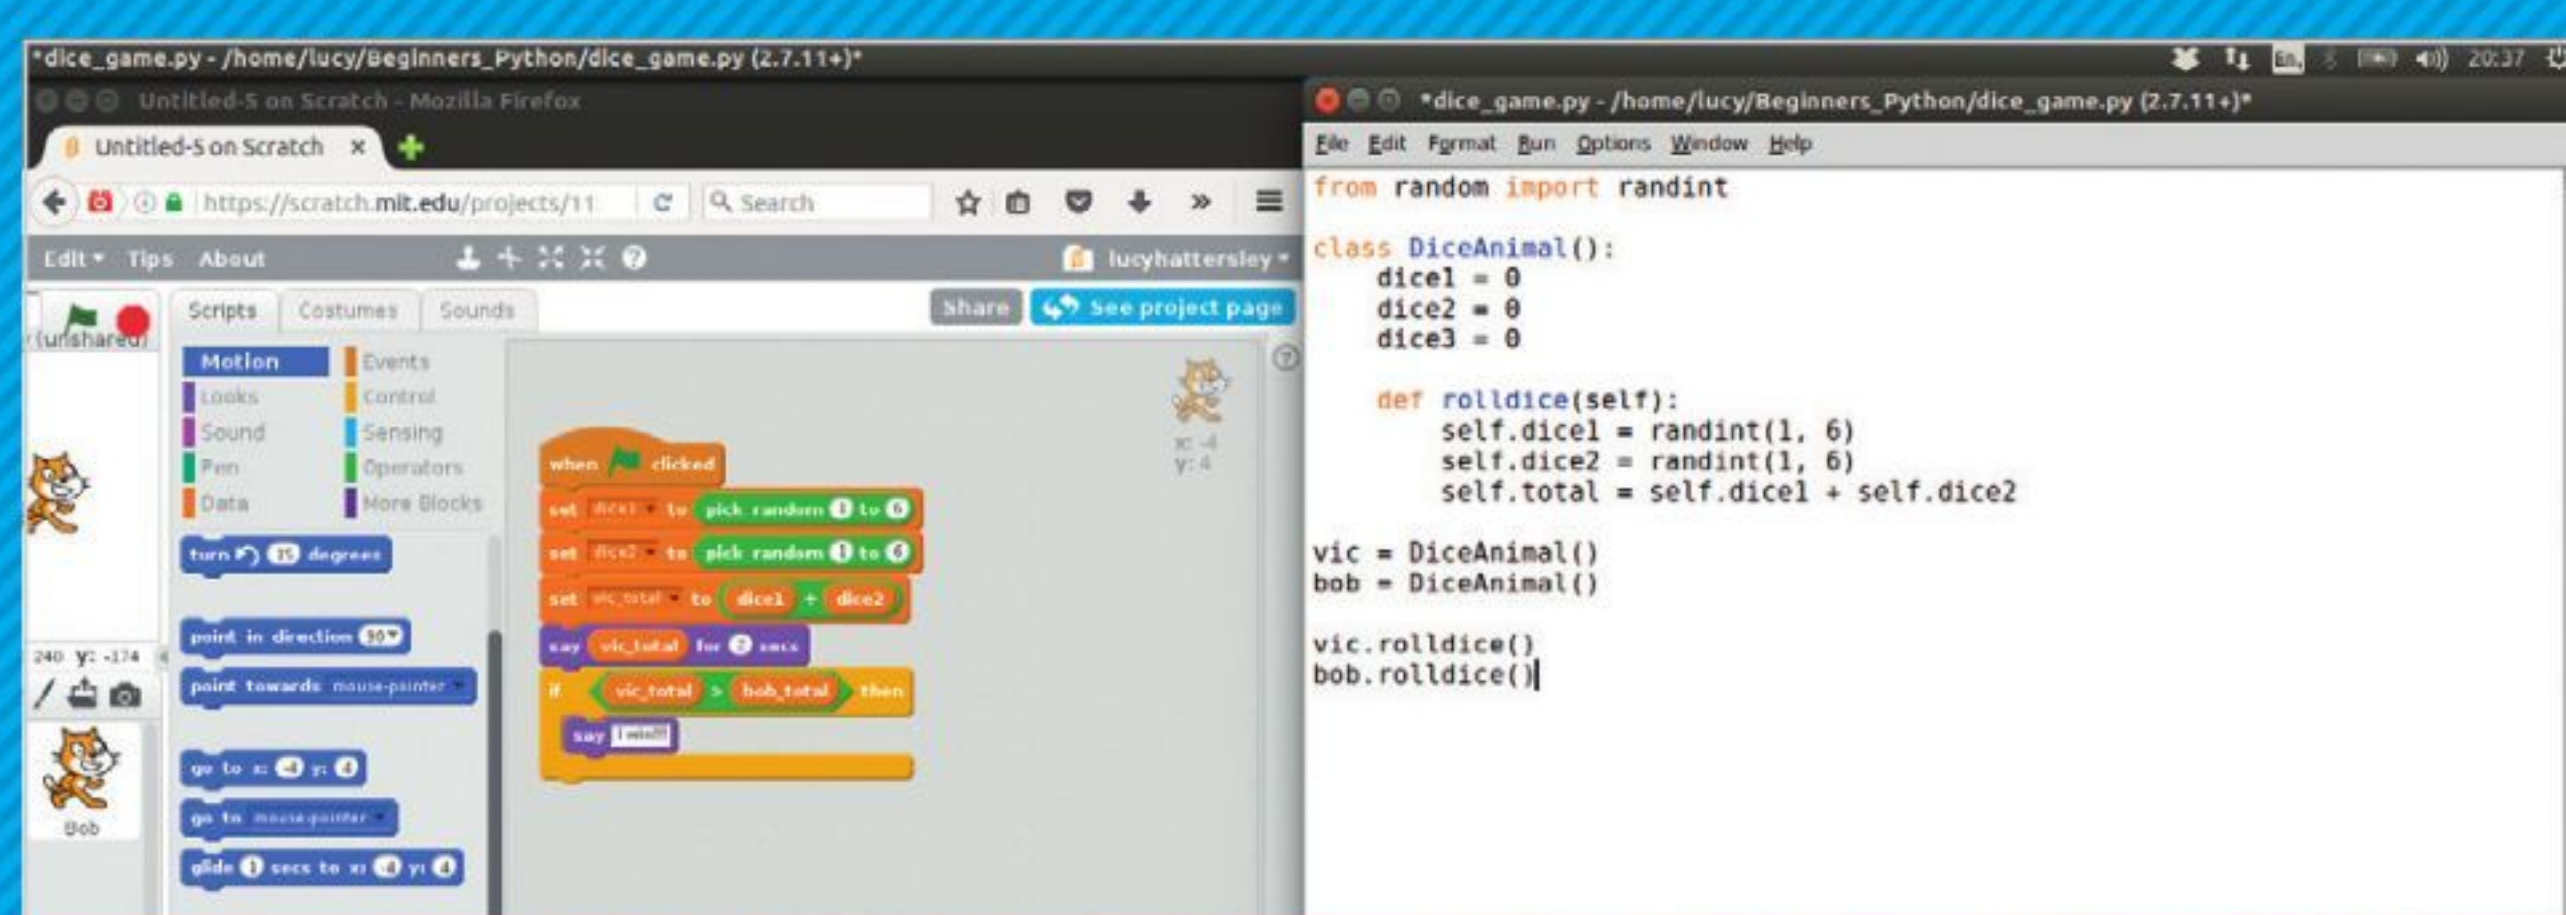 *dice_game.py - /home/lucy/Beginners_Python/dice_game.py (2.7.11+)*
En 20:37
Untitled-5 on Scratch - Mozilla Firefox
Untitled-5 on Scratch
https://scratch.mit.edu/projects/11
Search
Edit Tips About
lucyhattersley
(unshared)
Scripts Costumes Sounds
Share See project page
Motion Events
Looks Control
Sound Sensing
Pen Operators
Data More Blocks
turn 15 degrees
point in direction 90
point towards mouse-pointer
go to x: -4 y: 4
go to mouse-pointer
glide 1 secs to x: -4 y: 4
240 y: -174
Bob
x: -4
y: 4
when clicked
set dice1 to pick random 1 to 6
set dice2 to pick random 1 to 6
set vic_total to dice1 + dice2
say vic_total for 2 secs
if vic_total > bob_total then
say I win!!!
*dice_game.py - /home/lucy/Beginners_Python/dice_game.py (2.7.11+)*
File Edit Format Run Options Window Help
from random import randint
class DiceAnimal():
dice1 = 0
dice2 = 0
dice3 = 0
def rolldice(self):
self.dice1 = randint(1, 6)
self.dice2 = randint(1, 6)
self.total = self.dice1 + self.dice2
vic = DiceAnimal()
bob = DiceAnimal()
vic.rolldice()
bob.rolldice()